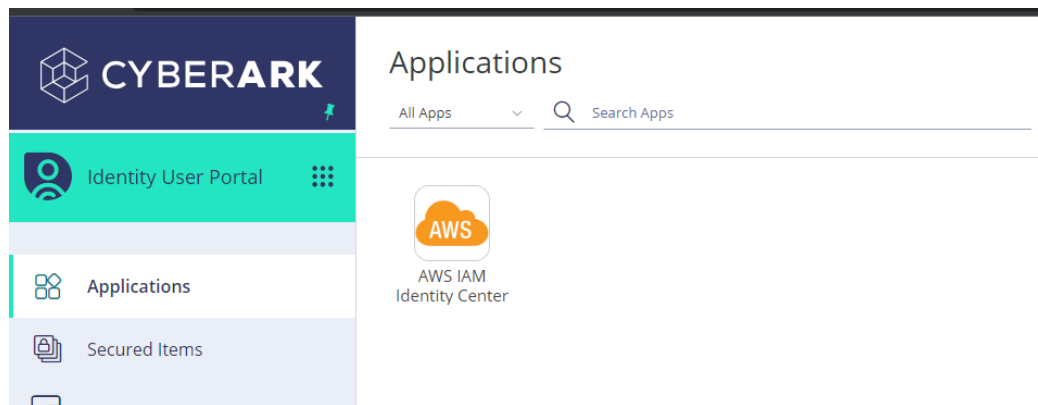 CYBERARK
Identity User Portal
Applications
Secured Items
Applications
All Apps
Search Apps
AWS
AWS IAM
Identity Center